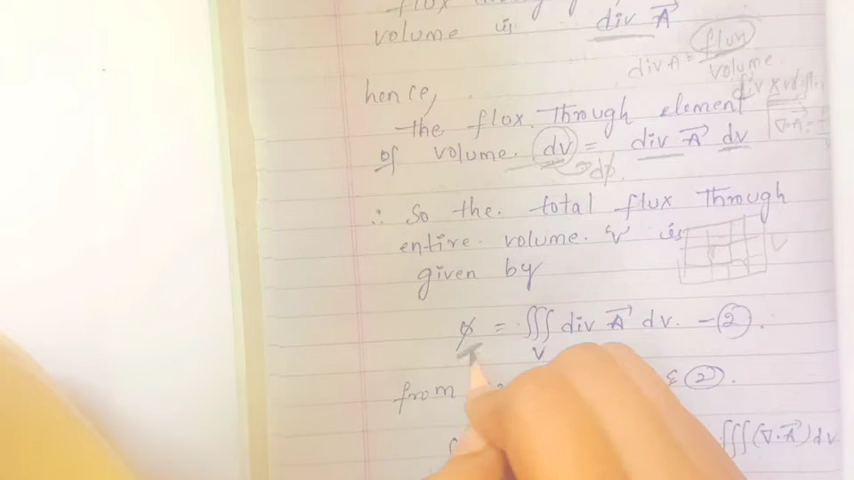 volume is div A⃗
div A = flux
volume
hence,
the flux through element
of volume. dv = div A⃗ dv
dϕ
∴ So the total flux through
entire volume. 'v' is
given by
ϕ = ∭ div A⃗ dv. — ②.
V
from & ②.
∭(∇·A⃗)dv